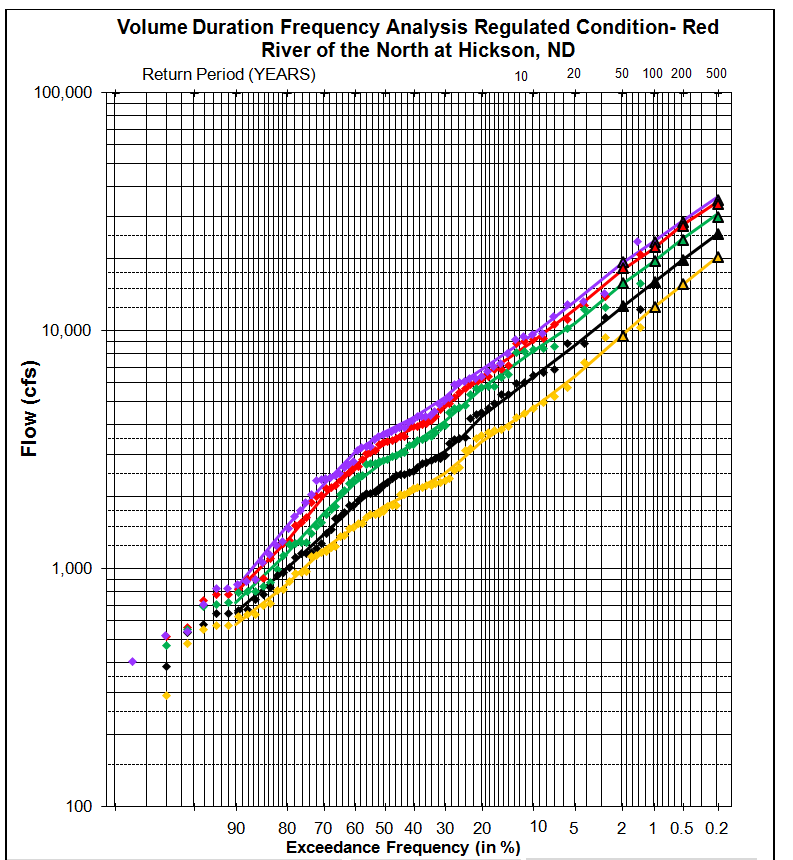 Volume Duration Frequency Analysis Regulated Condition- Red
River of the North at Hickson, ND
Return Period (YEARS)
10 20 50 100 200 500
100,000
10,000
1,000
100
Flow (cfs)
90 80 70 60 50 40 30 20 10 5 2 1 0.5 0.2
Exceedance Frequency (in %)